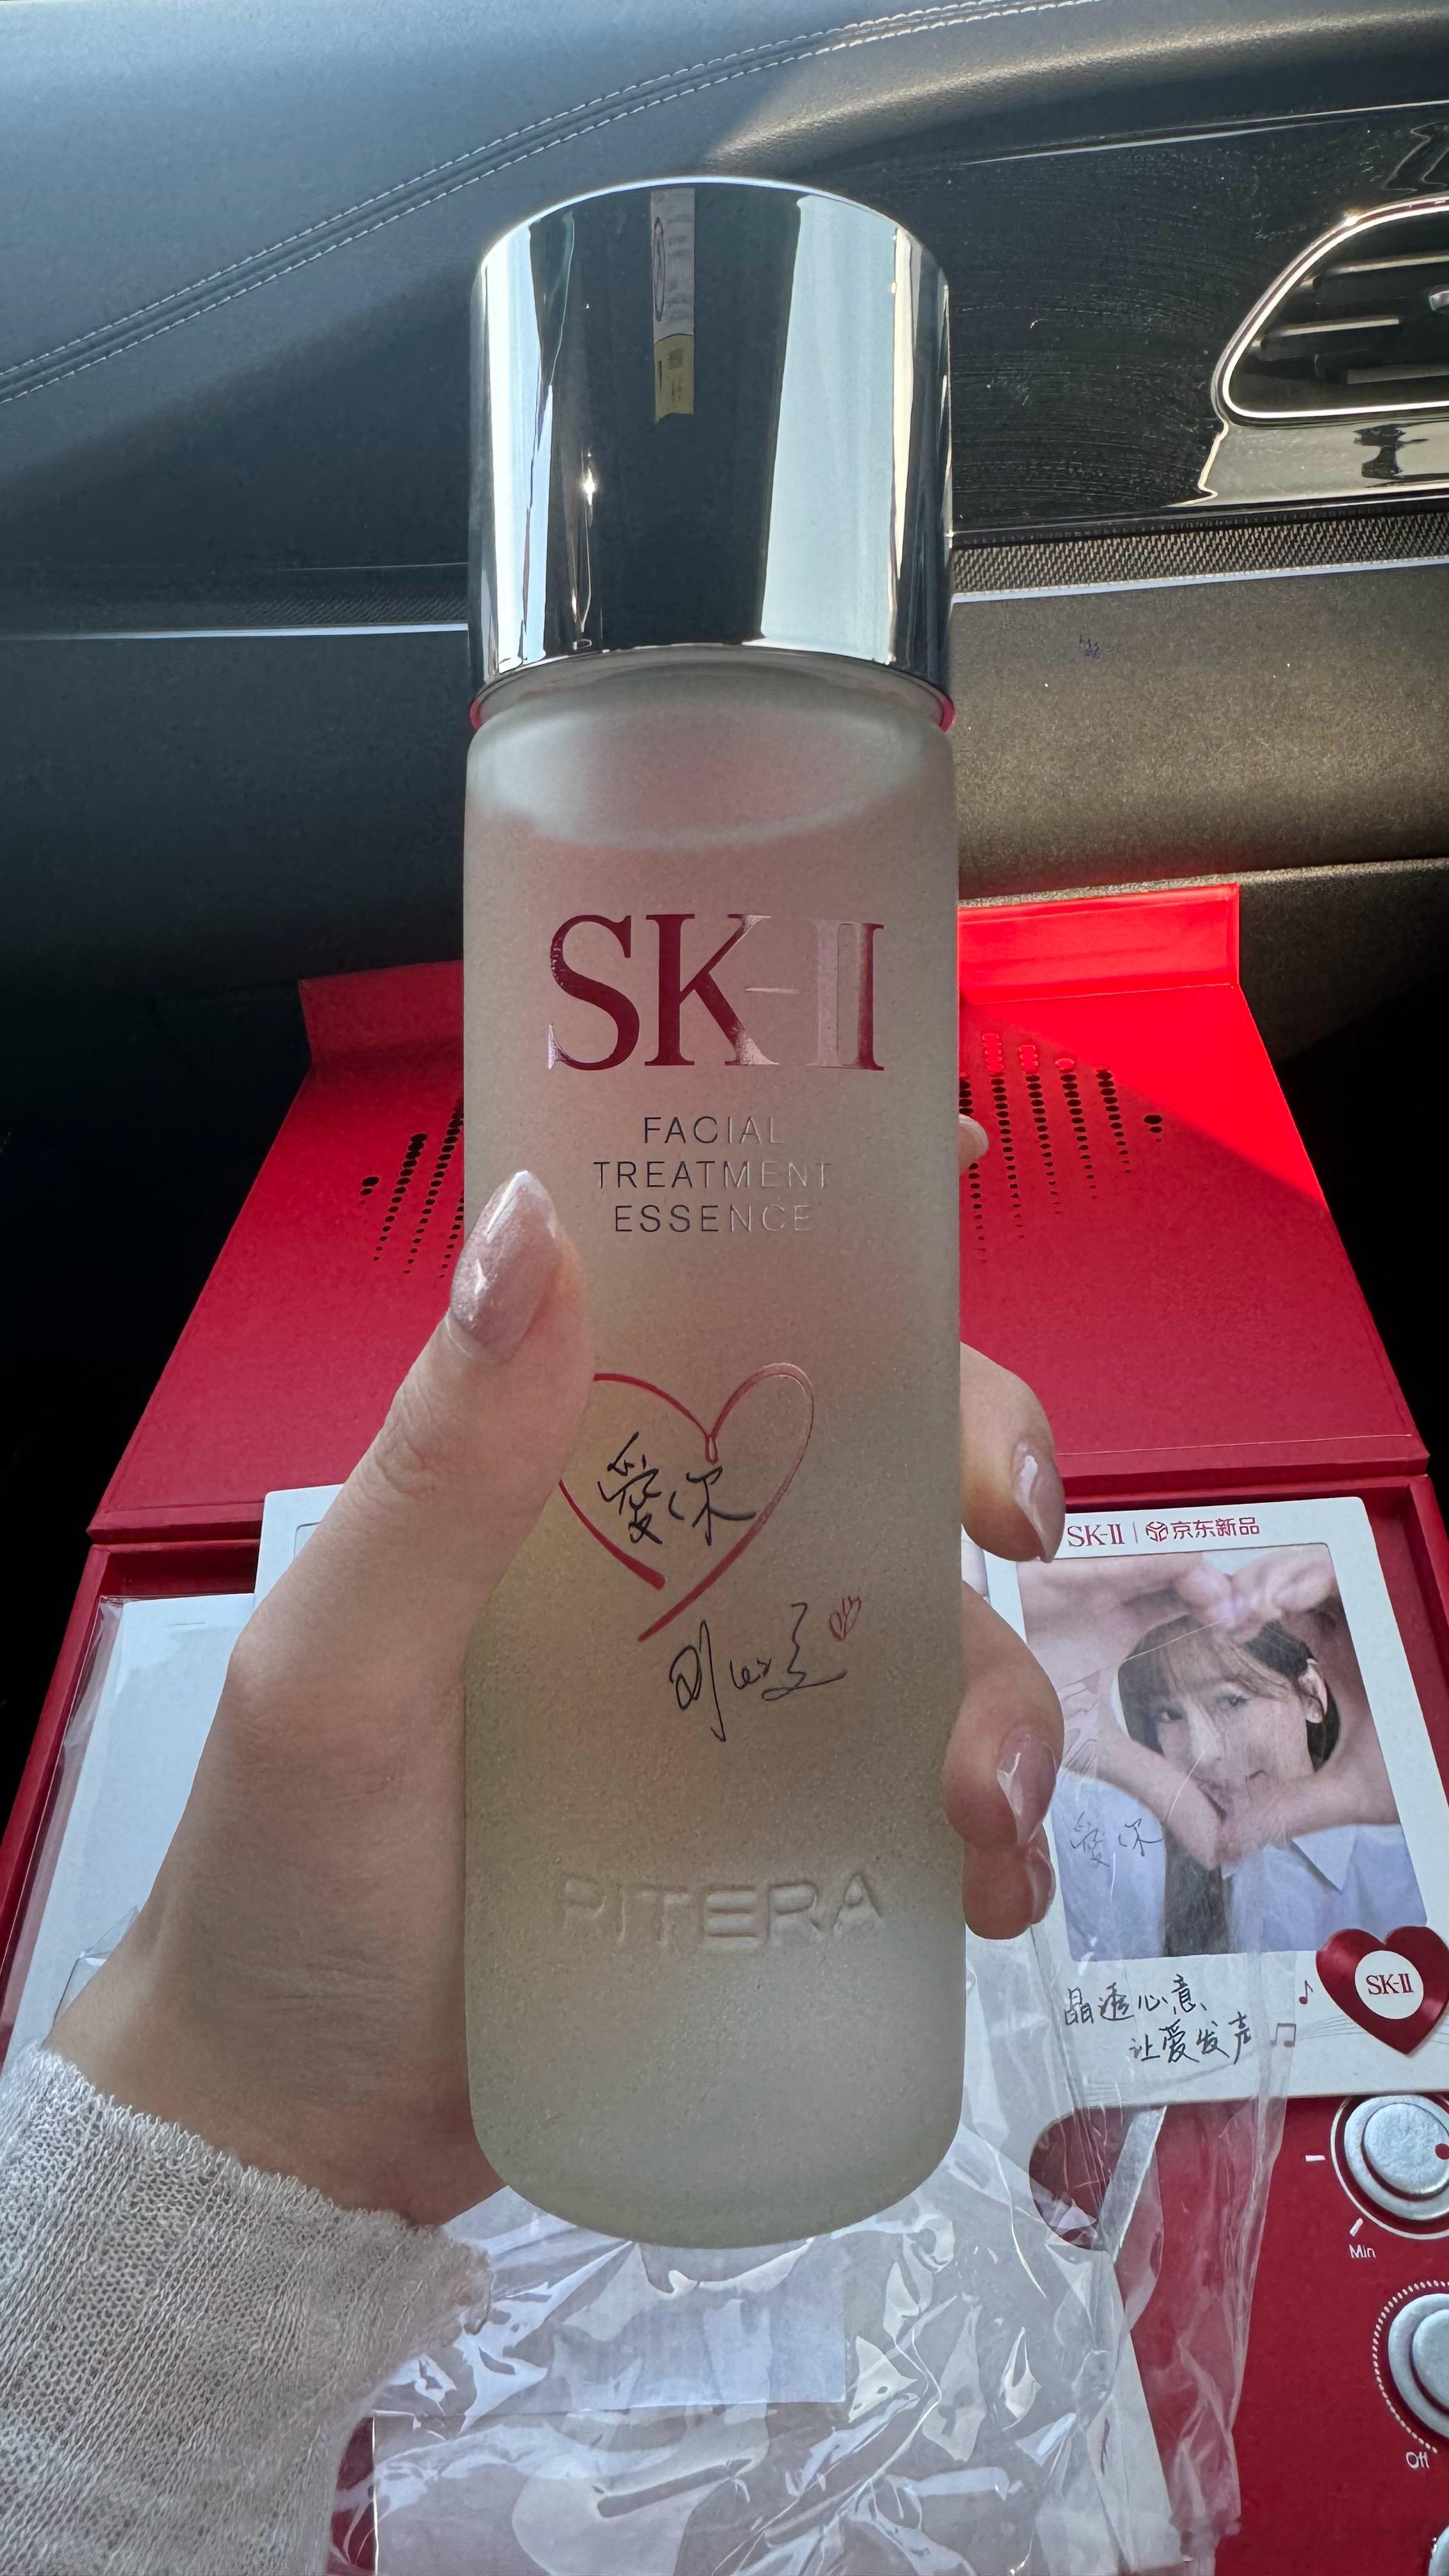 SK-II
FACIAL
TREATMENT
ESSENCE
愛你
PITERA
SK-II | 京东新品
愛你
晶透心意、
让爱发声
SK-II
Min
Off